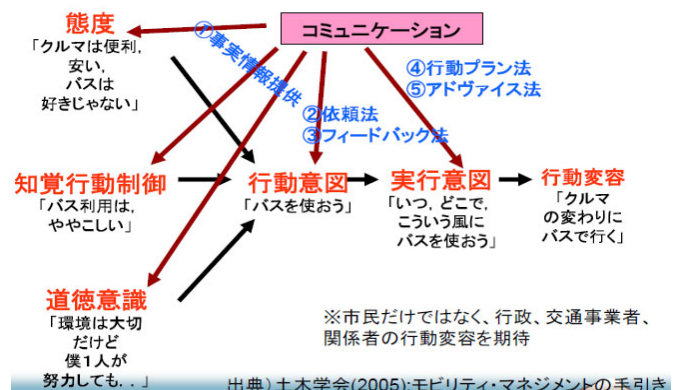 態度
「クルマは便利,
安い,
バスは
好きじゃない」
コミュニケーション
①事実情報提供
④行動プラン法
⑤アドヴァイス法
②依頼法
③フィードバック法
知覚行動制御
「バス利用は,
ややこしい」
行動意図
「バスを使おう」
実行意図
「いつ, どこで,
こういう風に
バスを使おう」
行動変容
「クルマ
の変わりに
バスで行く」
道徳意識
「環境は大切
だけど
僕1人が
努力しても. . 」
※市民だけではなく、行政、交通事業者、
関係者の行動変容を期待
出典）土木学会(2005):モビリティ・マネジメントの手引き